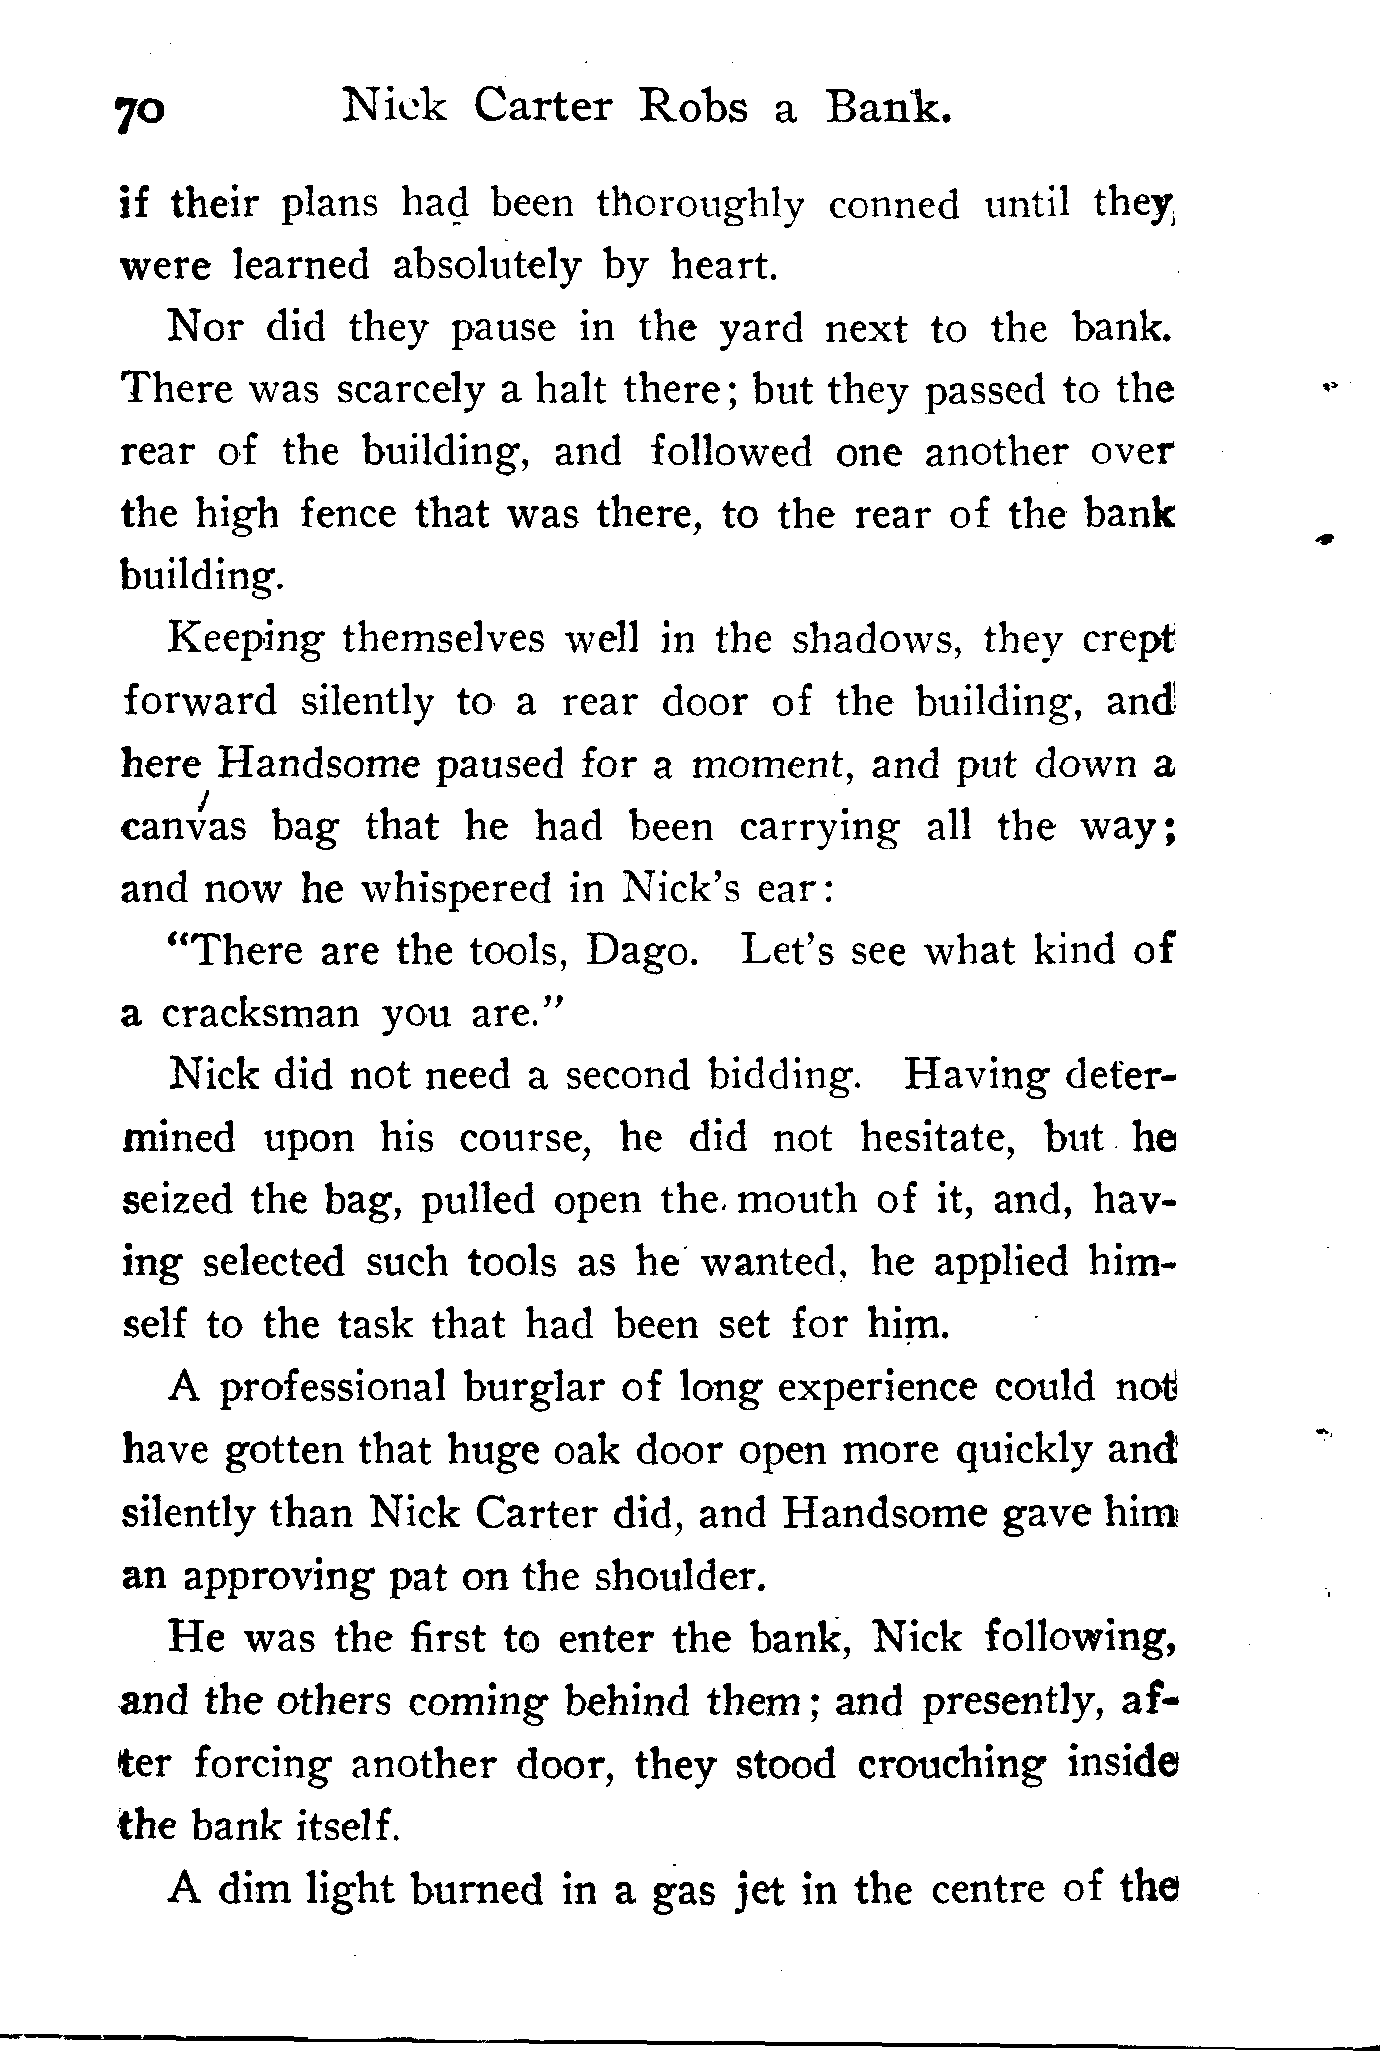 70 Nick Carter Robs a Bank.
if their plans had been thoroughly conned until they
were learned absolutely by heart.
Nor did they pause in the yard next to the bank.
There was scarcely a halt there; but they passed to the
rear of the building, and followed one another over
the high fence that was there, to the rear of the bank
building.
Keeping themselves well in the shadows, they crept
forward silently to a rear door of the building, and
here Handsome paused for a moment, and put down a
canvas bag that he had been carrying all the way;
and now he whispered in Nick's ear:
"There are the tools, Dago. Let's see what kind of
a cracksman you are."
Nick did not need a second bidding. Having deter-
mined upon his course, he did not hesitate, but he
seized the bag, pulled open the mouth of it, and, hav-
ing selected such tools as he wanted, he applied him-
self to the task that had been set for him.
A professional burglar of long experience could not
have gotten that huge oak door open more quickly and
silently than Nick Carter did, and Handsome gave him
an approving pat on the shoulder.
He was the first to enter the bank, Nick following,
and the others coming behind them; and presently, af-
ter forcing another door, they stood crouching inside
the bank itself.
A dim light burned in a gas jet in the centre of the